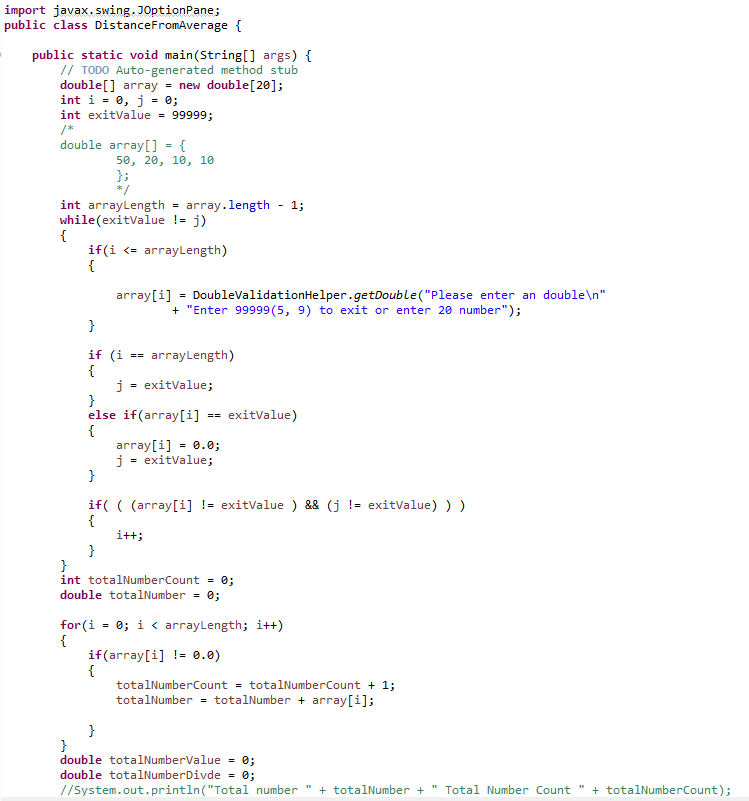 import javax.swing.JOptionPane;
public class DistanceFromAverage {
public static void main(String[] args) {
// TODO Auto-generated method stub
double[] array = new double[20];
int i = 0, j = 0;
int exitValue = 99999;
/*
double array[] = {
50, 20, 10, 10
};
*/
int arrayLength = array.length - 1;
while(exitValue != j)
{
if(i <= arrayLength)
{
array[i] = DoubleValidationHelper.getDouble("Please enter an double\n"
+ "Enter 99999(5, 9) to exit or enter 20 number");
}
if (i == arrayLength)
{
j = exitValue;
}
else if(array[i] == exitValue)
{
array[i] = 0.0;
j = exitValue;
}
if( ( (array[i] != exitValue ) && (j != exitValue) ) )
{
i++;
}
}
int totalNumberCount = 0;
double totalNumber = 0;
for(i = 0; i < arrayLength; i++)
{
if(array[i] != 0.0)
{
totalNumberCount = totalNumberCount + 1;
totalNumber = totalNumber + array[i];
}
}
double totalNumberValue = 0;
double totalNumberDivde = 0;
//System.out.println("Total number " + totalNumber + " Total Number Count " + totalNumberCount);